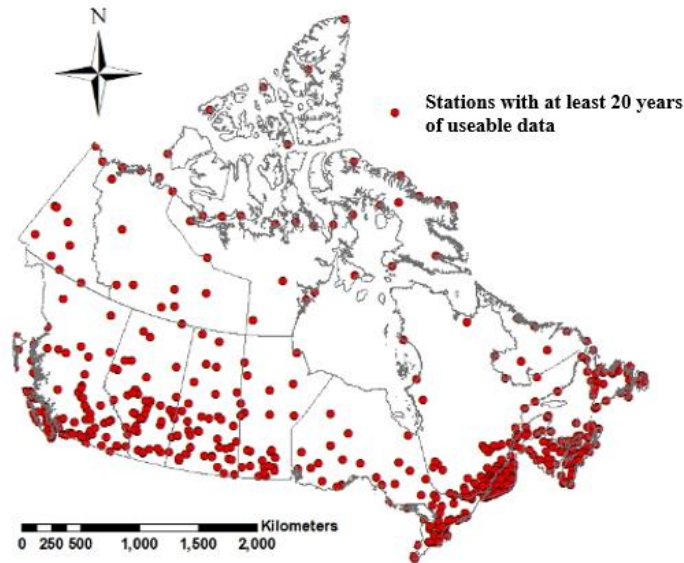 N
Stations with at least 20 years
of useable data
Kilometers
0 250 500 1,000 1,500 2,000